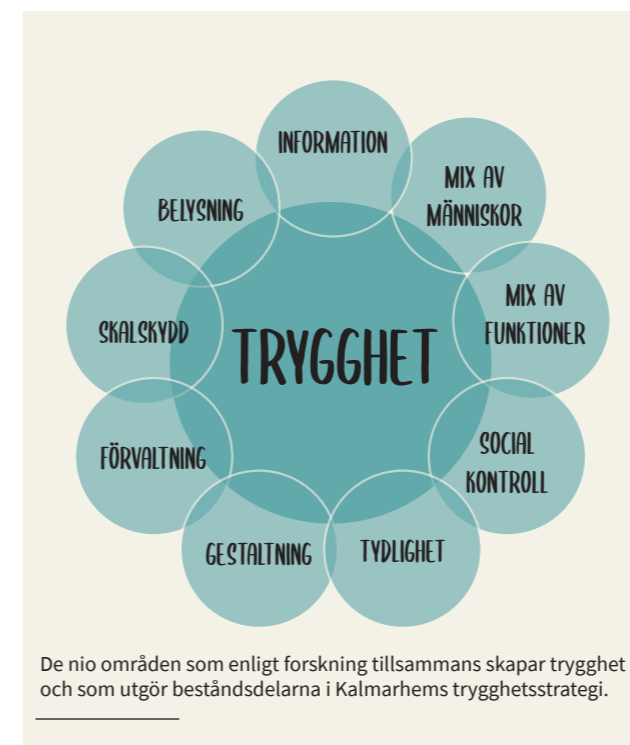 INFORMATION
MIX AV
MÄNNISKOR
MIX AV
FUNKTIONER
SOCIAL
KONTROLL
TYDLIGHET
GESTALTNING
FÖRVALTNING
SKALSKYDD
BELYSNING
TRYGGHET
De nio områden som enligt forskning tillsammans skapar trygghet
och som utgör beståndsdelarna i Kalmarhems trygghetsstrategi.